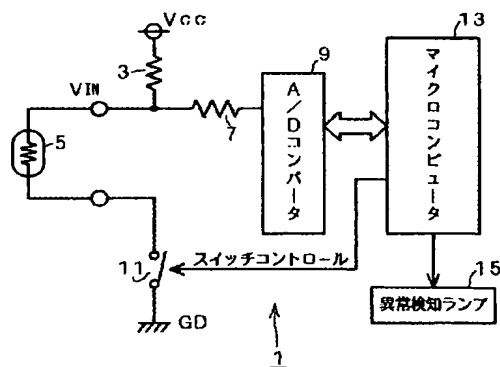 Vcc
3
VIN
5
7
9
A/Dコンバータ
13
マイクロコンピュータ
11
スイッチコントロール
GD
15
異常検知ランプ
1